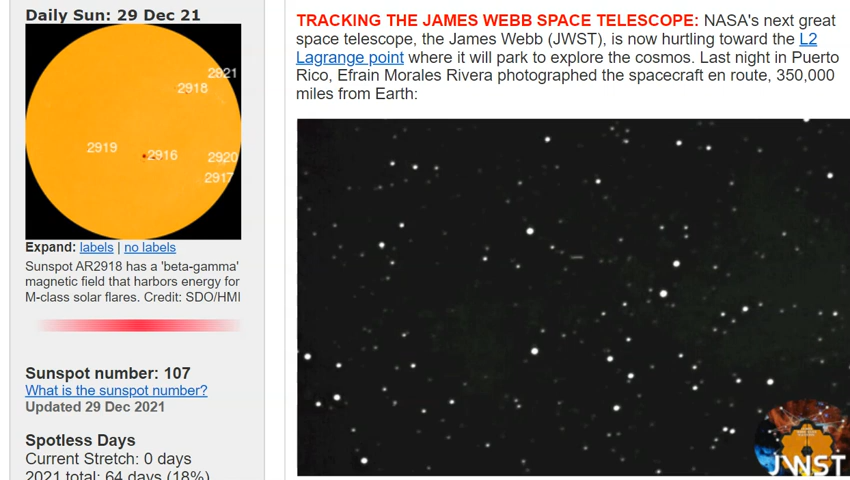 Daily Sun: 29 Dec 21
2921
2918
2919
2916
2920
2917
Expand: labels | no labels
Sunspot AR2918 has a 'beta-gamma'
magnetic field that harbors energy for
M-class solar flares. Credit: SDO/HMI
Sunspot number: 107
What is the sunspot number?
Updated 29 Dec 2021
Spotless Days
Current Stretch: 0 days
2021 total: 64 days (18%)
TRACKING THE JAMES WEBB SPACE TELESCOPE: NASA's next great
space telescope, the James Webb (JWST), is now hurtling toward the L2
Lagrange point where it will park to explore the cosmos. Last night in Puerto
Rico, Efrain Morales Rivera photographed the spacecraft en route, 350,000
miles from Earth:
JWST